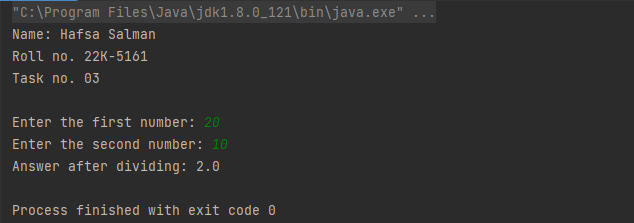 "C:\Program Files\Java\jdk1.8.0_121\bin\java.exe" ...
Name: Hafsa Salman
Roll no. 22K-5161
Task no. 03
Enter the first number: 20
Enter the second number: 10
Answer after dividing: 2.0
Process finished with exit code 0